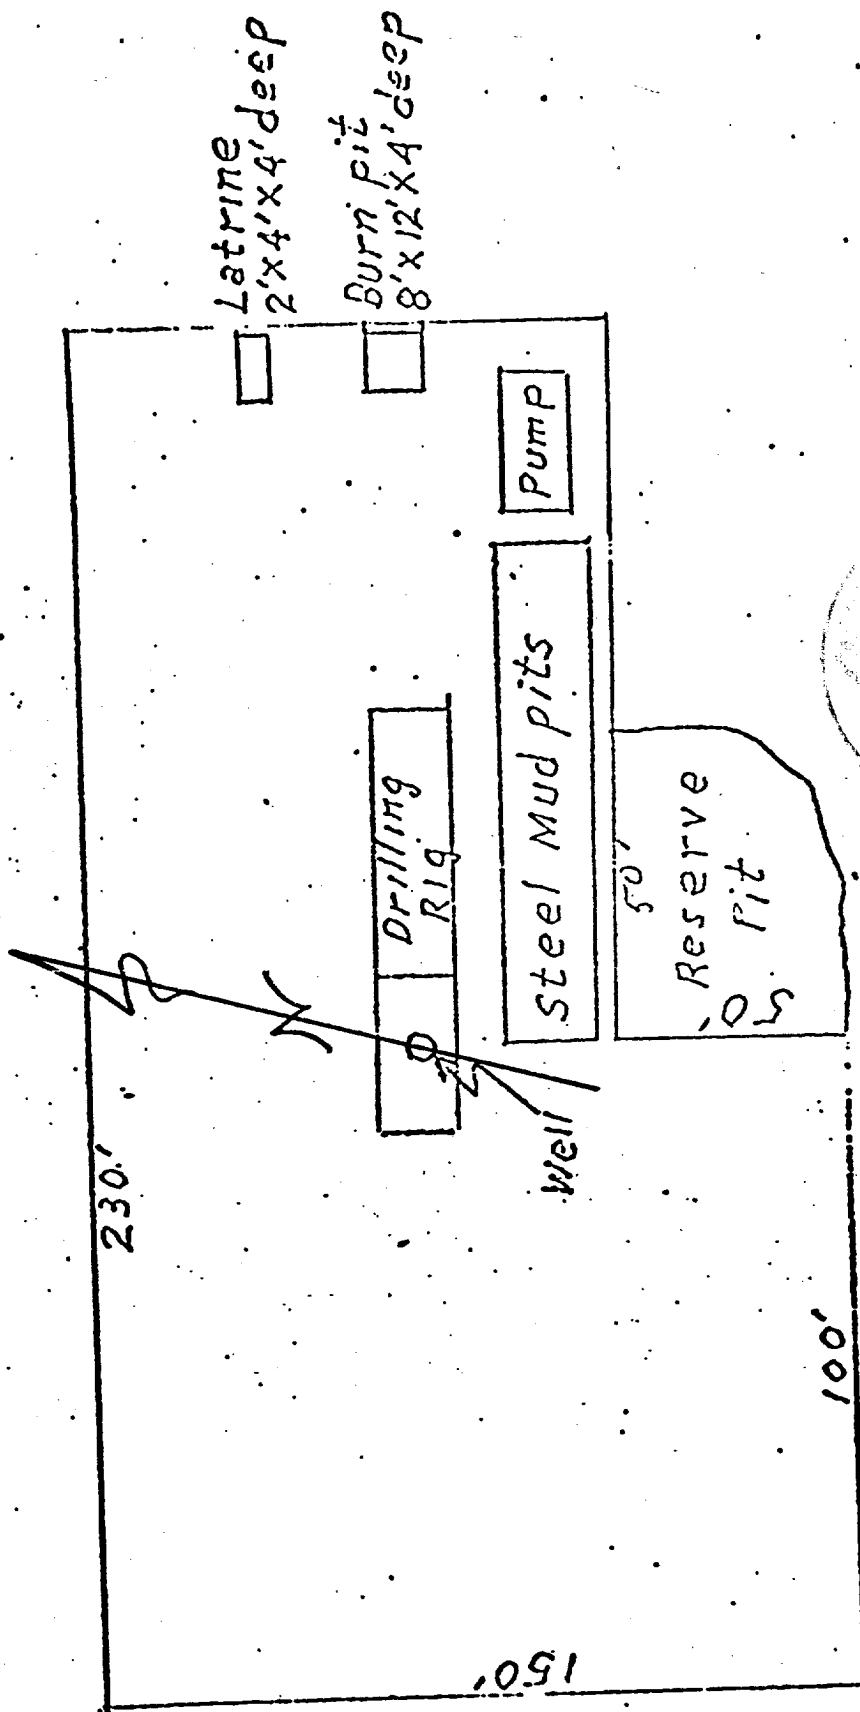 Latrine
2'x4'x4'deep
Burn pit
8'x12'x4'deep
230.'
Drilling
Rig
Pump
Steel Mud pits
Well
50'
Reserve
Pit
50'
100'
150'
N